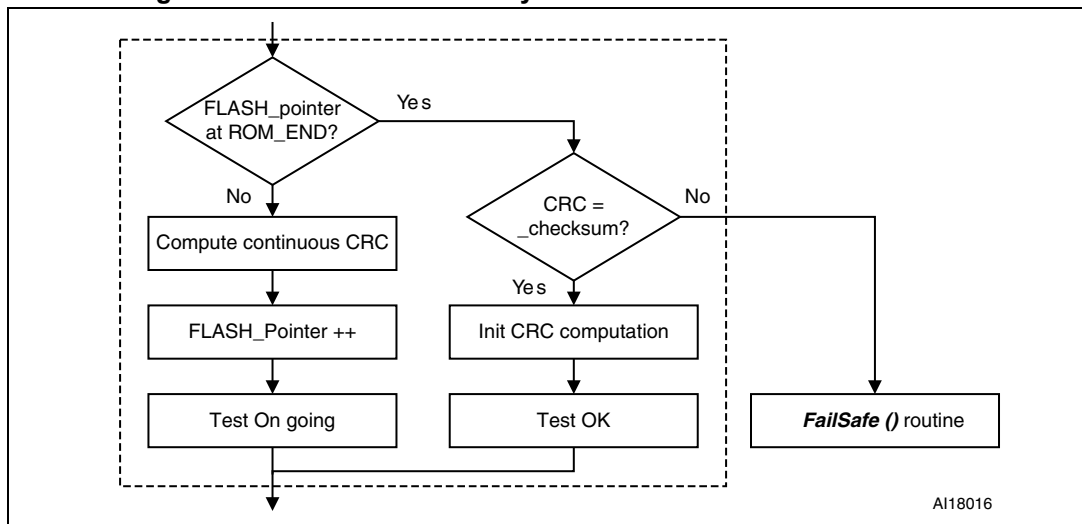 FLASH_pointer
at ROM_END?
Yes
No
CRC =
_checksum?
No
Compute continuous CRC
Yes
FLASH_Pointer ++
Init CRC computation
Test On going
Test OK
FailSafe () routine
AI18016